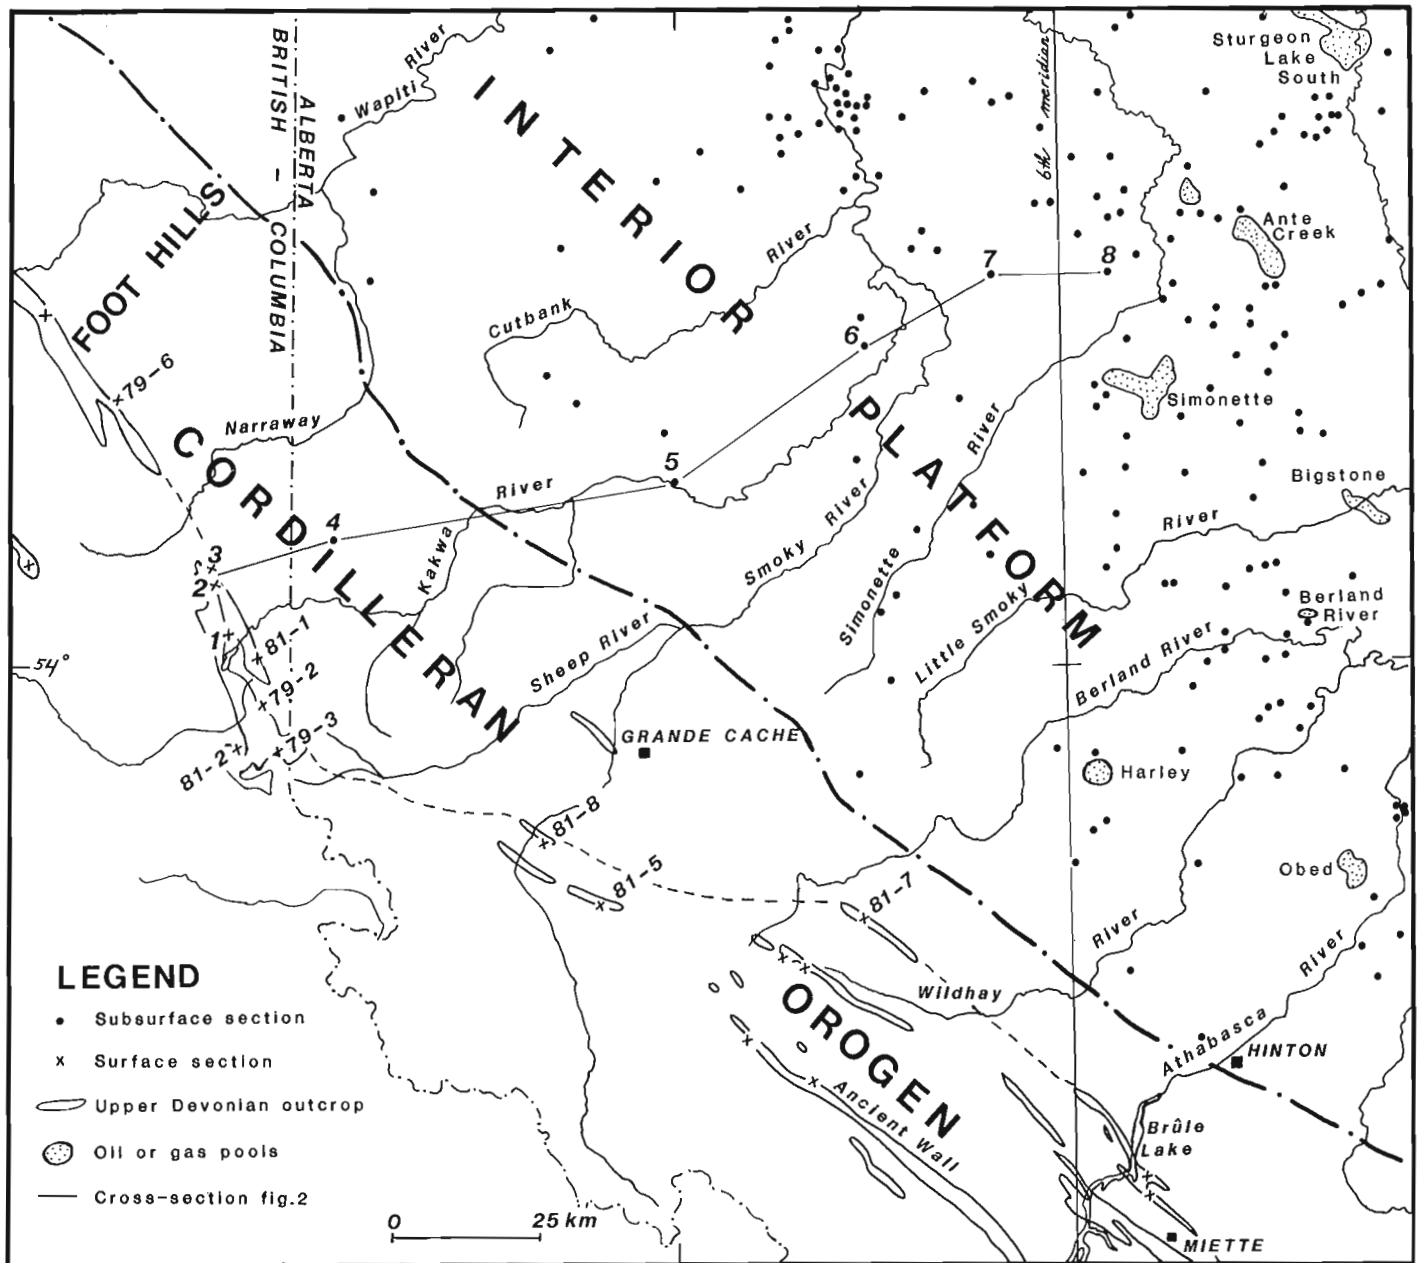 BRITISH - COLUMBIA
ALBERTA
Wapiti River
INTERIOR PLATFORM
6th meridian
Sturgeon
Lake
South
FOOT HILLS
Ante
Creek
Cutbank River
7
8
6
79-6
Simonette
Narraway
CORDILLERAN OROGEN
5
Bigstone
River
4
Kakwa River
Smoky River
Simonette River
Little Smoky River
3
2
1
81-1
Berland
River
Berland River
54°
79-2
Sheep River
79-3
81-2
GRANDE CACHE
Harley
81-8
81-5
81-7
Obed
Wildhay River
Athabasca River
HINTON
Ancient Wall
Brûle
Lake
MIETTE
LEGEND
Subsurface section
x Surface section
Upper Devonian outcrop
Oil or gas pools
Cross-section fig.2
0 25 km